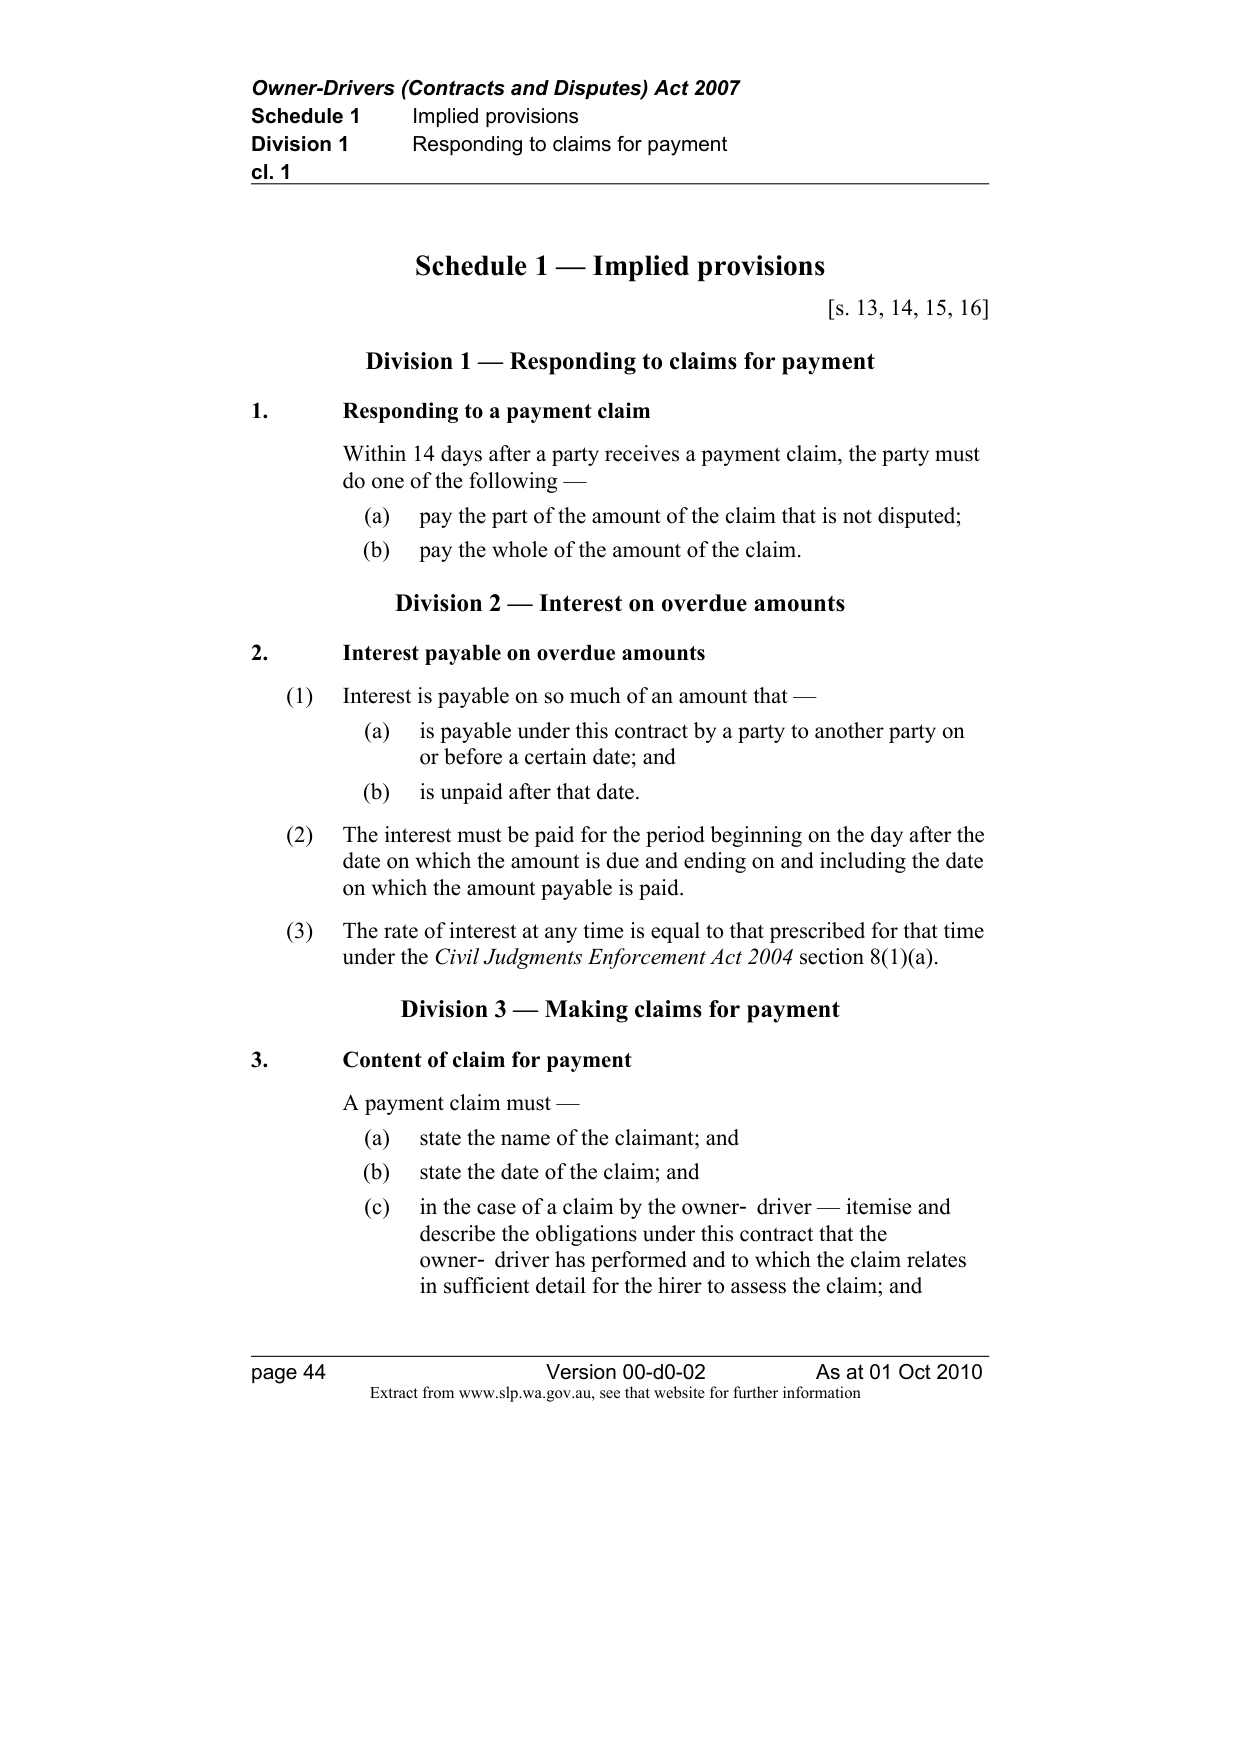 Owner-Drivers (Contracts and Disputes) Act 2007
Schedule 1 Implied provisions
Division 1 Responding to claims for payment
cl. 1
Schedule 1 — Implied provisions
[s. 13, 14, 15, 16]
Division 1 — Responding to claims for payment
1. Responding to a payment claim
Within 14 days after a party receives a payment claim, the party must
do one of the following —
(a) pay the part of the amount of the claim that is not disputed;
(b) pay the whole of the amount of the claim.
Division 2 — Interest on overdue amounts
2. Interest payable on overdue amounts
(1) Interest is payable on so much of an amount that —
(a) is payable under this contract by a party to another party on
or before a certain date; and
(b) is unpaid after that date.
(2) The interest must be paid for the period beginning on the day after the
date on which the amount is due and ending on and including the date
on which the amount payable is paid.
(3) The rate of interest at any time is equal to that prescribed for that time
under the Civil Judgments Enforcement Act 2004 section 8(1)(a).
Division 3 — Making claims for payment
3. Content of claim for payment
A payment claim must —
(a) state the name of the claimant; and
(b) state the date of the claim; and
(c) in the case of a claim by the owner- driver — itemise and
describe the obligations under this contract that the
owner- driver has performed and to which the claim relates
in sufficient detail for the hirer to assess the claim; and
page 44 Version 00-d0-02 As at 01 Oct 2010
Extract from www.slp.wa.gov.au, see that website for further information